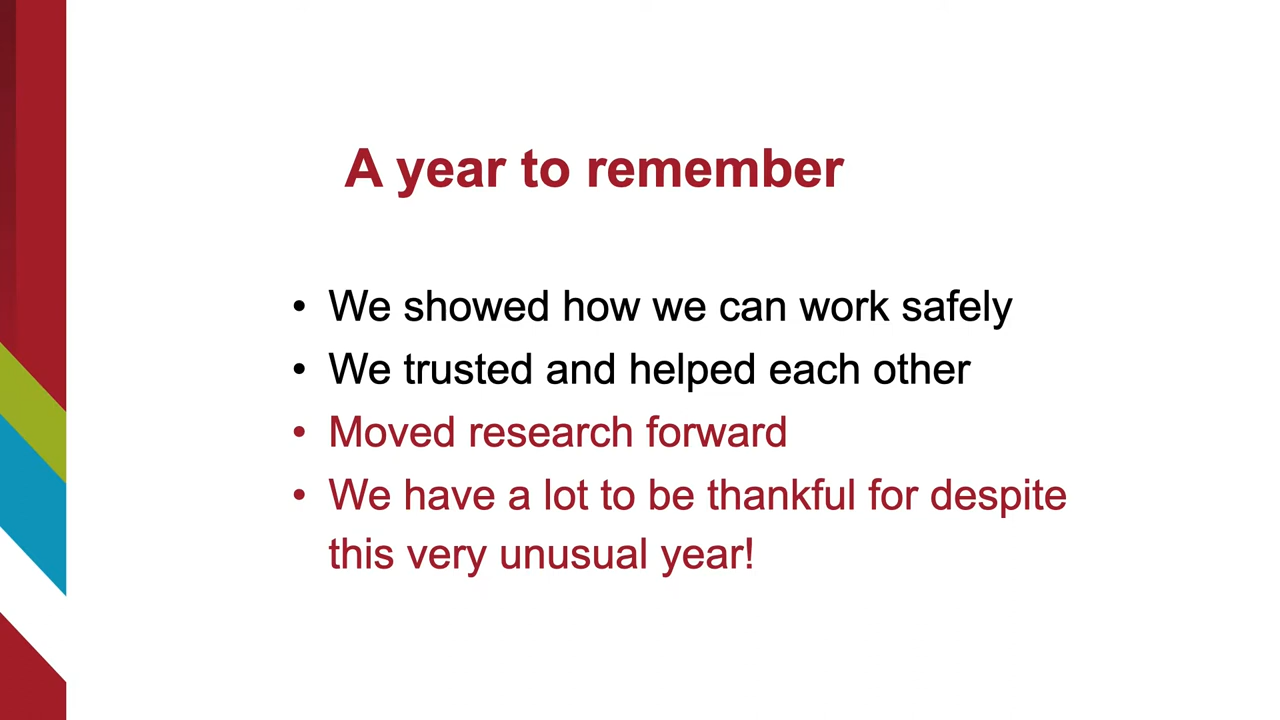 A year to remember
• We showed how we can work safely
• We trusted and helped each other
• Moved research forward
• We have a lot to be thankful for despite
this very unusual year!